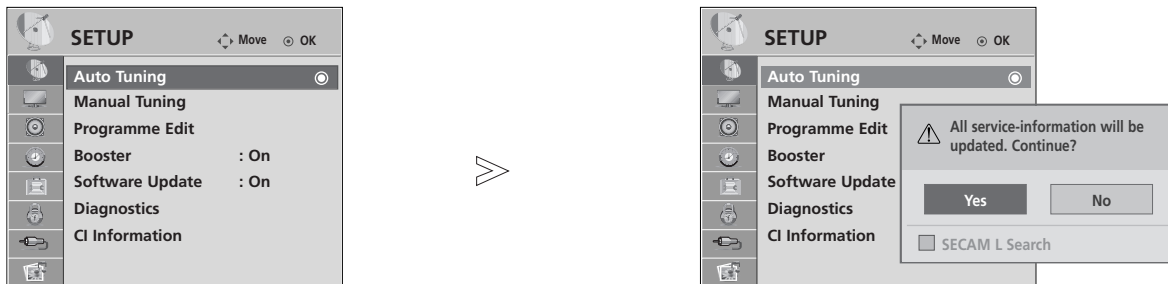 SETUP Move OK
Auto Tuning
Manual Tuning
Programme Edit
Booster : On
Software Update : On
Diagnostics
CI Information
SETUP Move OK
Auto Tuning
Manual Tuning
Programme Edit
Booster
Software Update
Diagnostics
CI Information
All service-information will be
updated. Continue?
Yes No
SECAM L Search